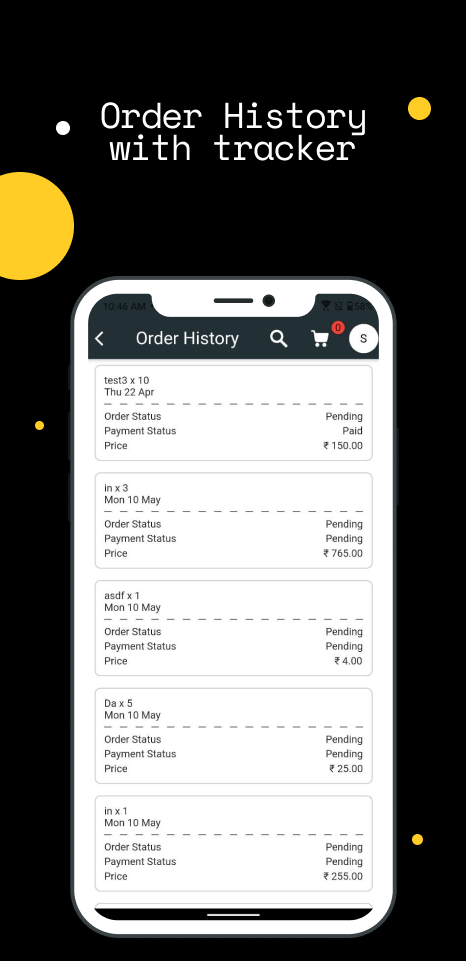 Order History
with tracker
10:46 AM
58%
Order History
0
S
test3 x 10
Thu 22 Apr
Order Status Pending
Payment Status Paid
Price ₹ 150.00
in x 3
Mon 10 May
Order Status Pending
Payment Status Pending
Price ₹ 765.00
asdf x 1
Mon 10 May
Order Status Pending
Payment Status Pending
Price ₹ 4.00
Da x 5
Mon 10 May
Order Status Pending
Payment Status Pending
Price ₹ 25.00
in x 1
Mon 10 May
Order Status Pending
Payment Status Pending
Price ₹ 255.00